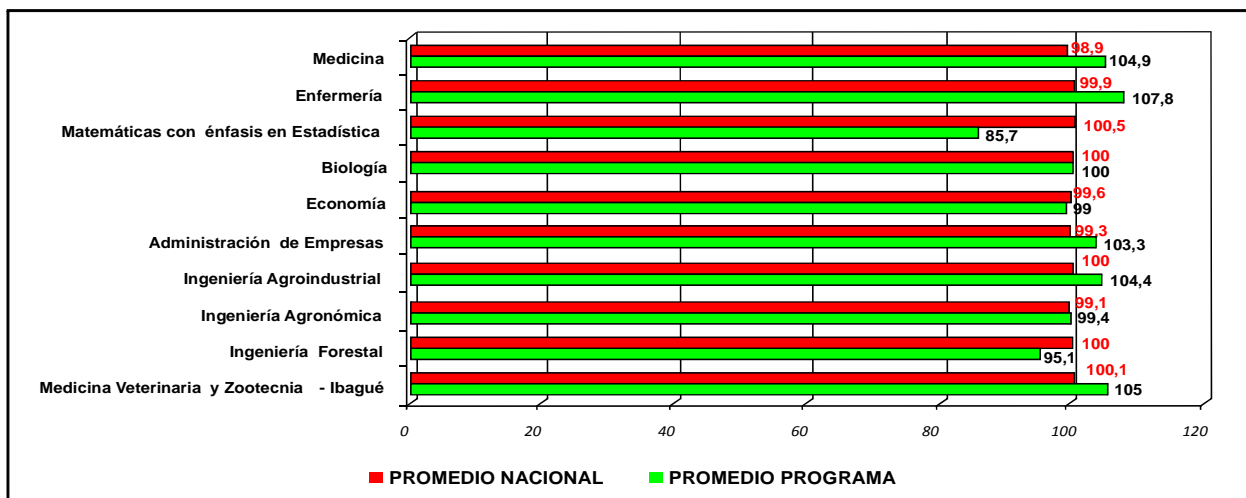 Medicina
98,9
104,9
Enfermería
99,9
107,8
Matemáticas con énfasis en Estadística
100,5
85,7
Biología
100
100
Economía
99,6
99
Administración de Empresas
99,3
103,3
Ingeniería Agroindustrial
100
104,4
Ingeniería Agronómica
99,1
99,4
Ingeniería Forestal
100
95,1
Medicina Veterinaria y Zootecnia - Ibagué
100,1
105
0 20 40 60 80 100 120
PROMEDIO NACIONAL PROMEDIO PROGRAMA